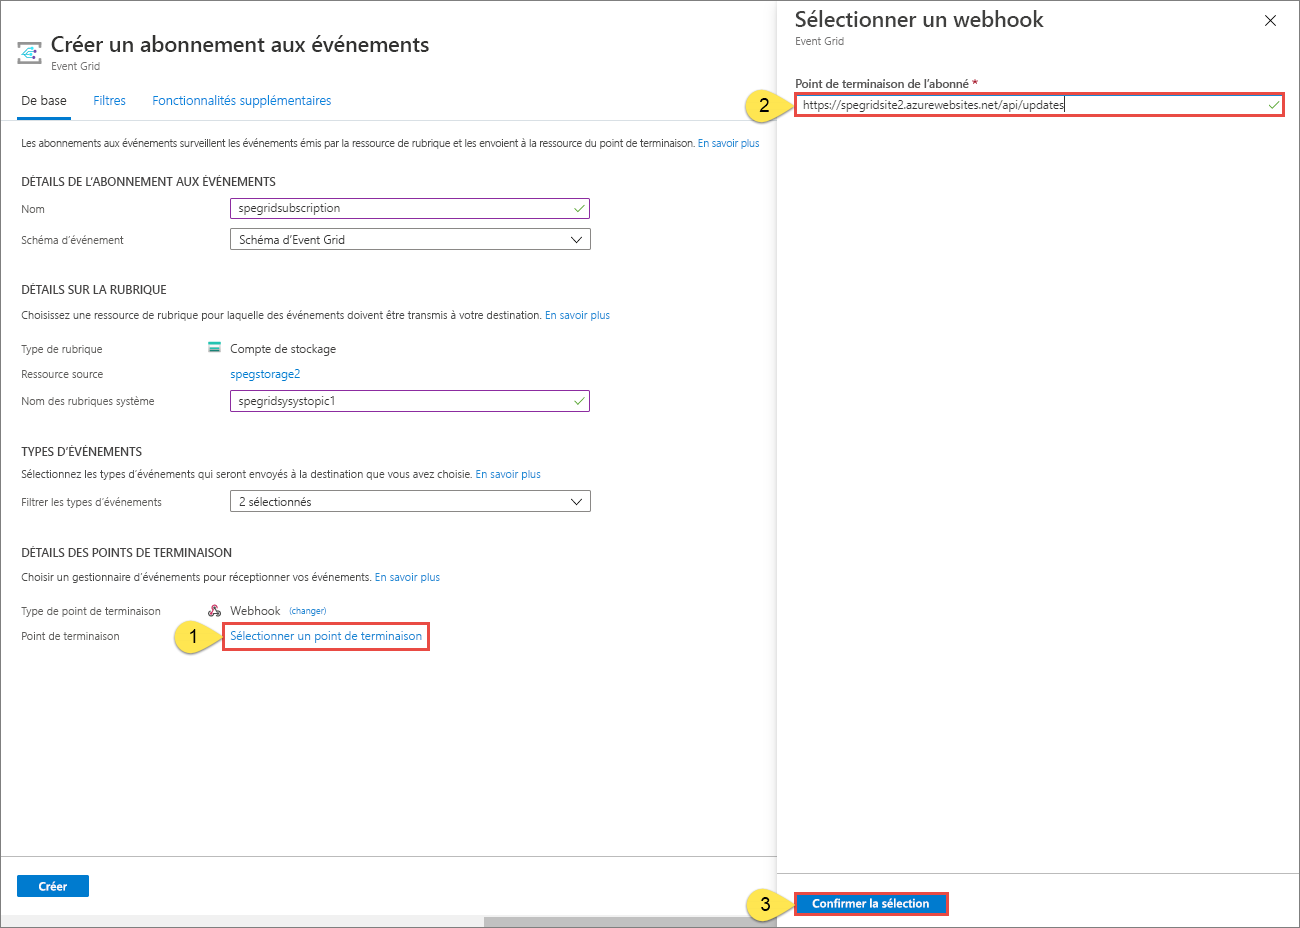 Créer un abonnement aux événements
Event Grid
De base Filtres Fonctionnalités supplémentaires
Les abonnements aux événements surveillent les événements émis par la ressource de rubrique et les envoient à la ressource du point de terminaison. En savoir plus
DÉTAILS DE L'ABONNEMENT AUX ÉVÉNEMENTS
Nom spegridsubscription
Schéma d'événement Schéma d'Event Grid
DÉTAILS SUR LA RUBRIQUE
Choisissez une ressource de rubrique pour laquelle des événements doivent être transmis à votre destination. En savoir plus
Type de rubrique Compte de stockage
Ressource source spegstorage2
Nom des rubriques système spegridsysystopic1
TYPES D'ÉVÉNEMENTS
Sélectionnez les types d'événements qui seront envoyés à la destination que vous avez choisie. En savoir plus
Filtrer les types d'événements 2 sélectionnés
DÉTAILS DES POINTS DE TERMINAISON
Choisir un gestionnaire d'événements pour réceptionner vos événements. En savoir plus
Type de point de terminaison Webhook (changer)
Point de terminaison 1 Sélectionner un point de terminaison
Créer
Sélectionner un webhook
Event Grid
Point de terminaison de l'abonné *
2 https://spegridsite2.azurewebsites.net/api/updates
3 Confirmer la sélection